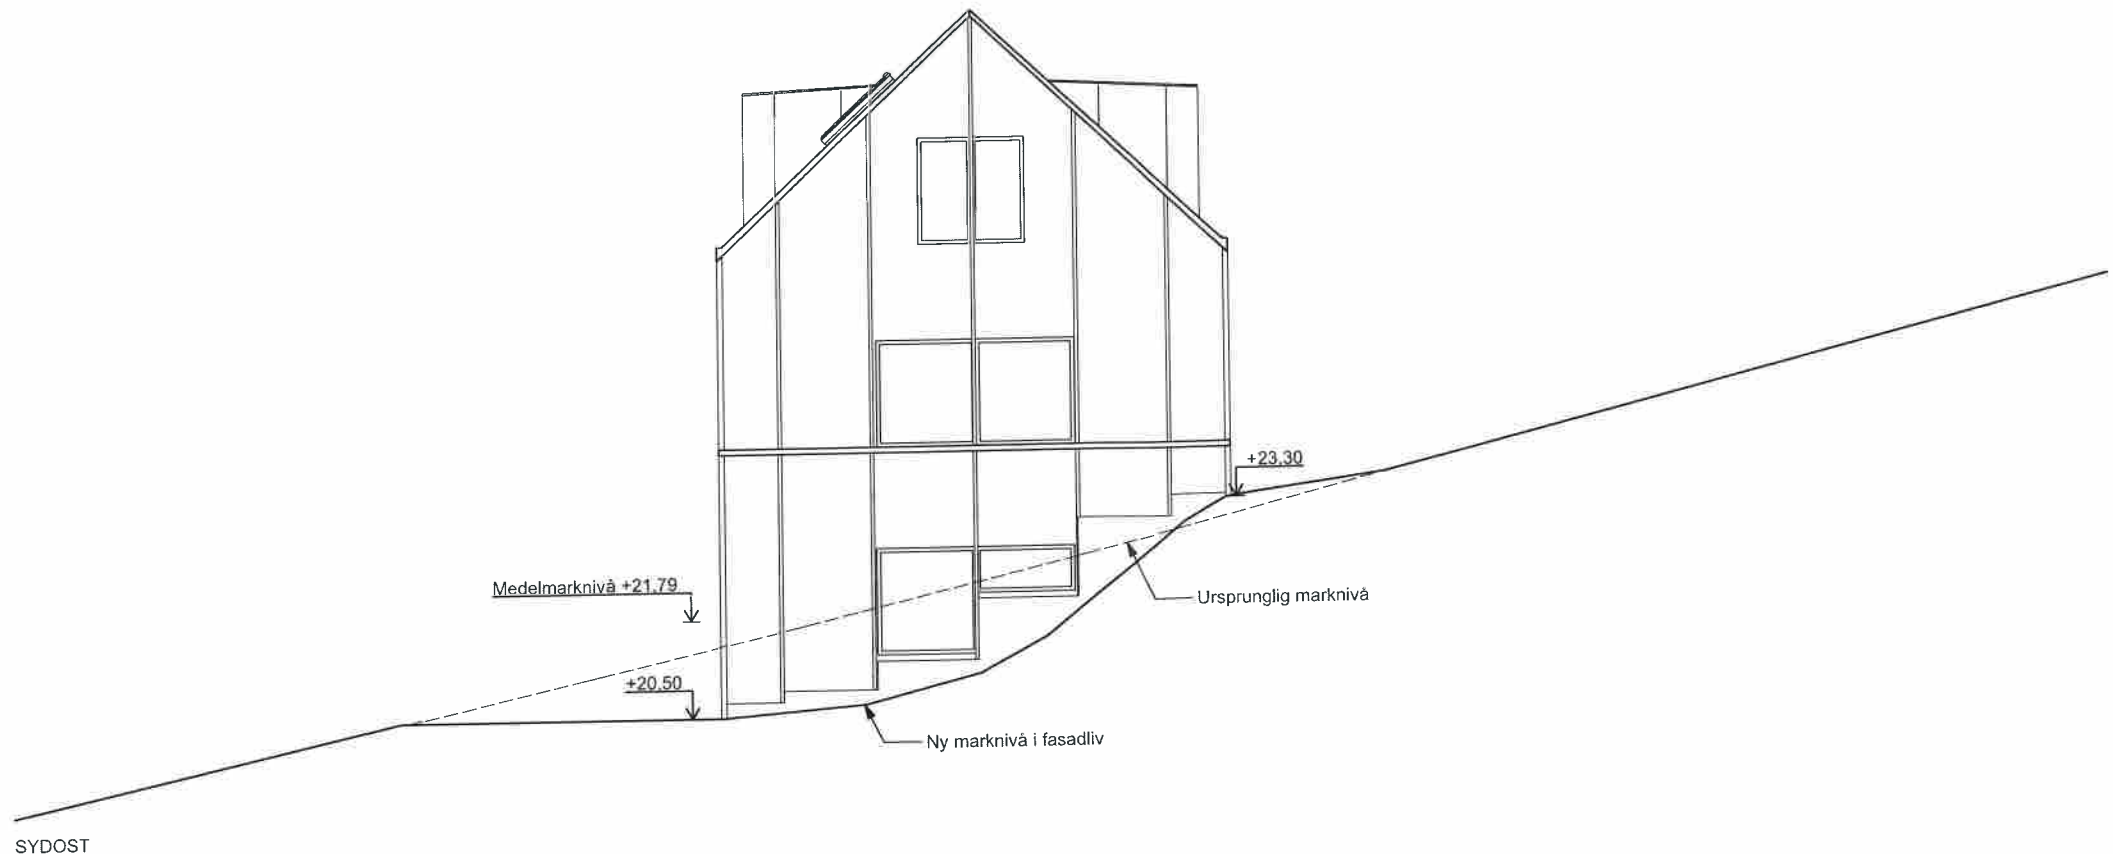 +23,30
Medelmarknivå +21,79
Ursprunglig marknivå
+20,50
Ny marknivå i fasadliv
SYDOST